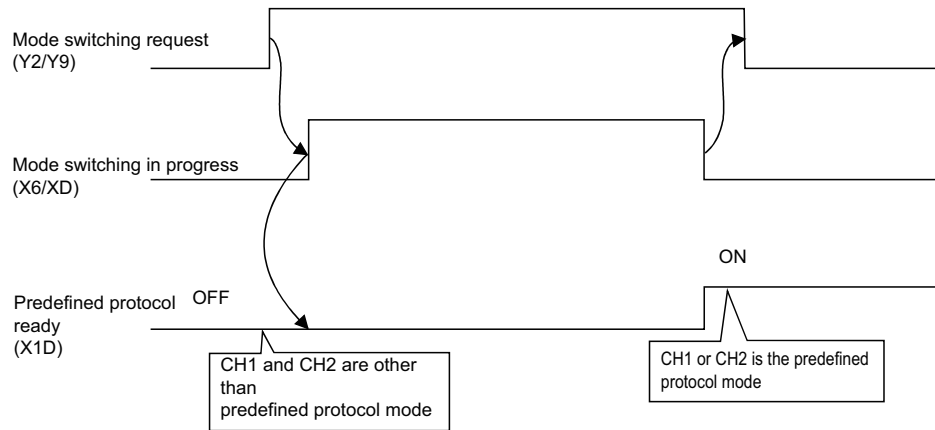 Mode switching request
(Y2/Y9)
Mode switching in progress
(X6/XD)
ON
OFF
Predefined protocol
ready
(X1D)
CH1 and CH2 are other
than
predefined protocol mode
CH1 or CH2 is the predefined
protocol mode